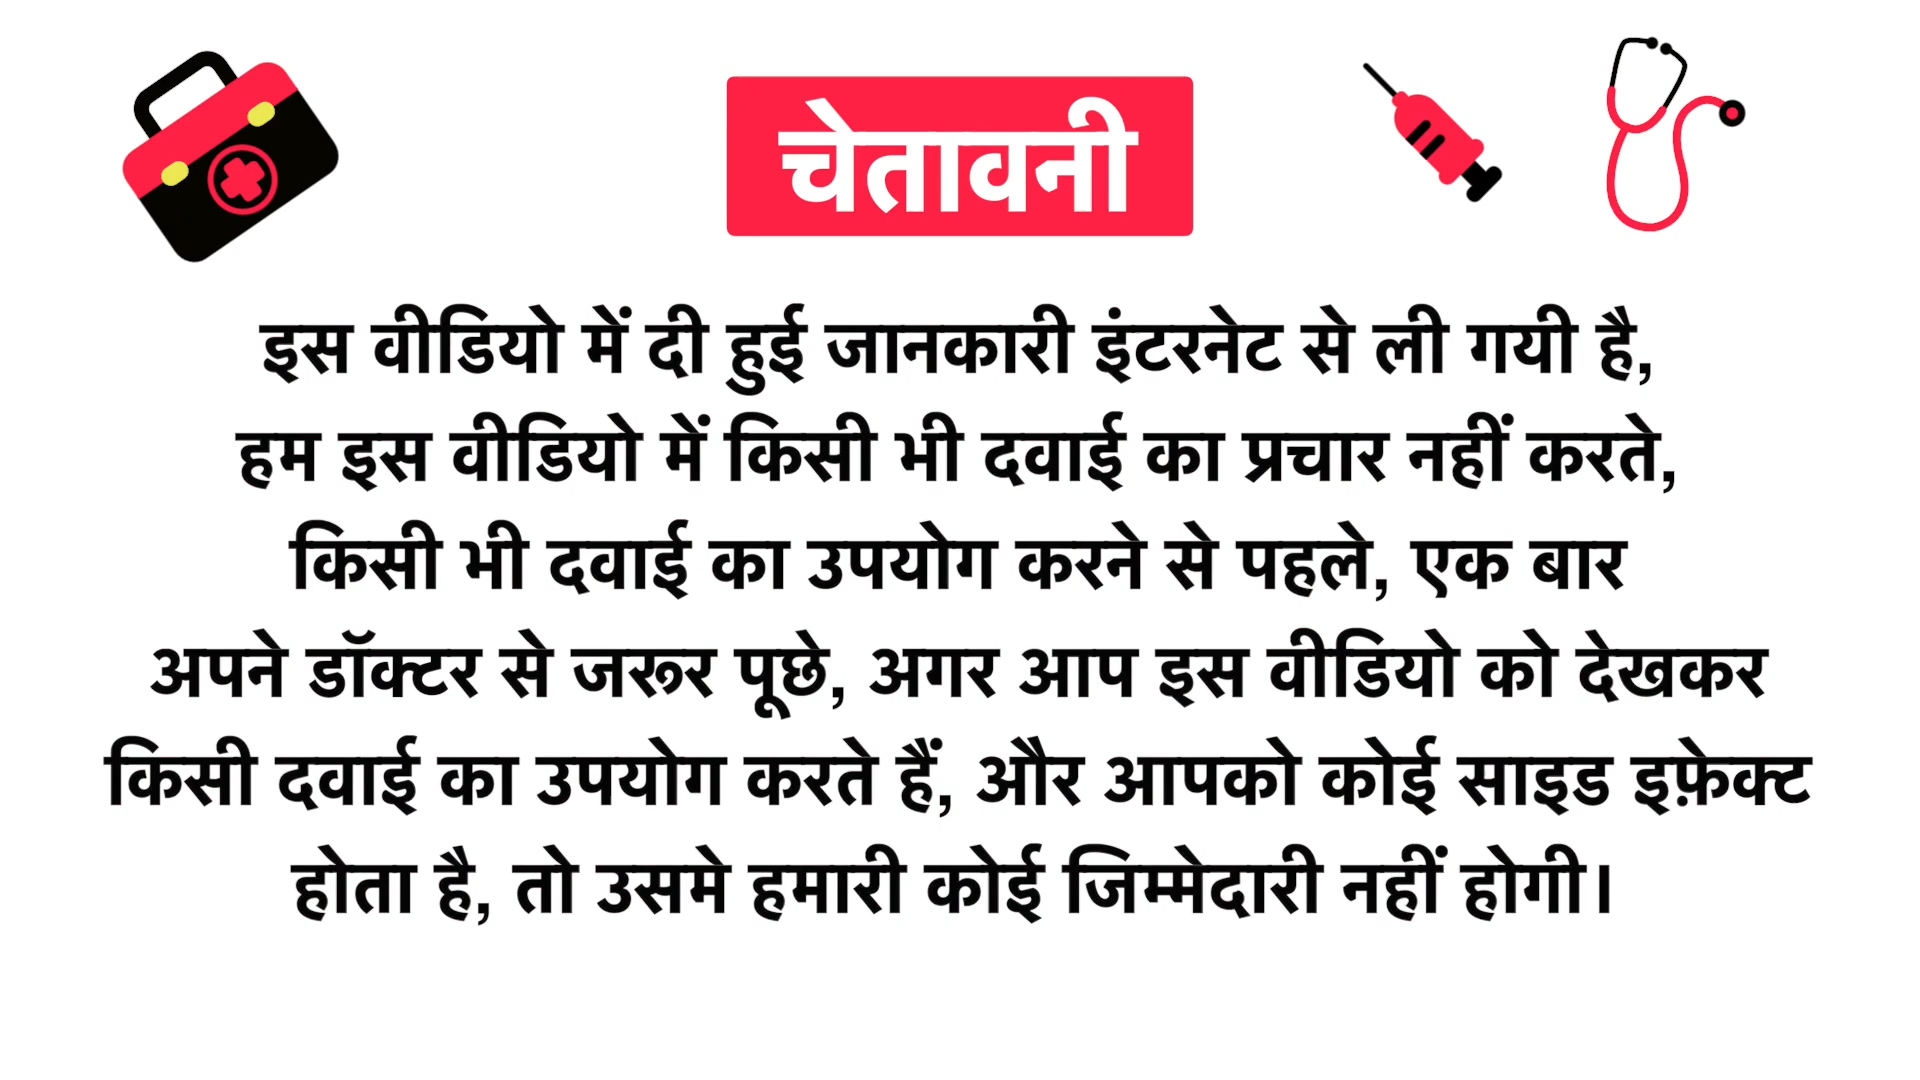 चेतावनी
इस वीडियो में दी हुई जानकारी इंटरनेट से ली गयी है,
हम इस वीडियो में किसी भी दवाई का प्रचार नहीं करते,
किसी भी दवाई का उपयोग करने से पहले, एक बार
अपने डॉक्टर से जरूर पूछे, अगर आप इस वीडियो को देखकर
किसी दवाई का उपयोग करते हैं, और आपको कोई साइड इफ़ेक्ट
होता है, तो उसमे हमारी कोई जिम्मेदारी नहीं होगी।